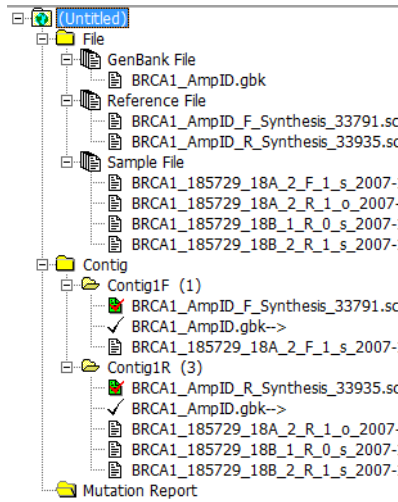 (Untitled)
File
GenBank File
BRCA1_AmpID.gbk
Reference File
BRCA1_AmpID_F_Synthesis_33791.sc
BRCA1_AmpID_R_Synthesis_33935.sc
Sample File
BRCA1_185729_18A_2_F_1_s_2007-
BRCA1_185729_18A_2_R_1_o_2007-
BRCA1_185729_18B_1_R_0_s_2007-
BRCA1_185729_18B_2_R_1_s_2007-
Contig
Contig1F (1)
BRCA1_AmpID_F_Synthesis_33791.sc
BRCA1_AmpID.gbk-->
BRCA1_185729_18A_2_F_1_s_2007-
Contig1R (3)
BRCA1_AmpID_R_Synthesis_33935.sc
BRCA1_AmpID.gbk-->
BRCA1_185729_18A_2_R_1_o_2007-
BRCA1_185729_18B_1_R_0_s_2007-
BRCA1_185729_18B_2_R_1_s_2007-
Mutation Report